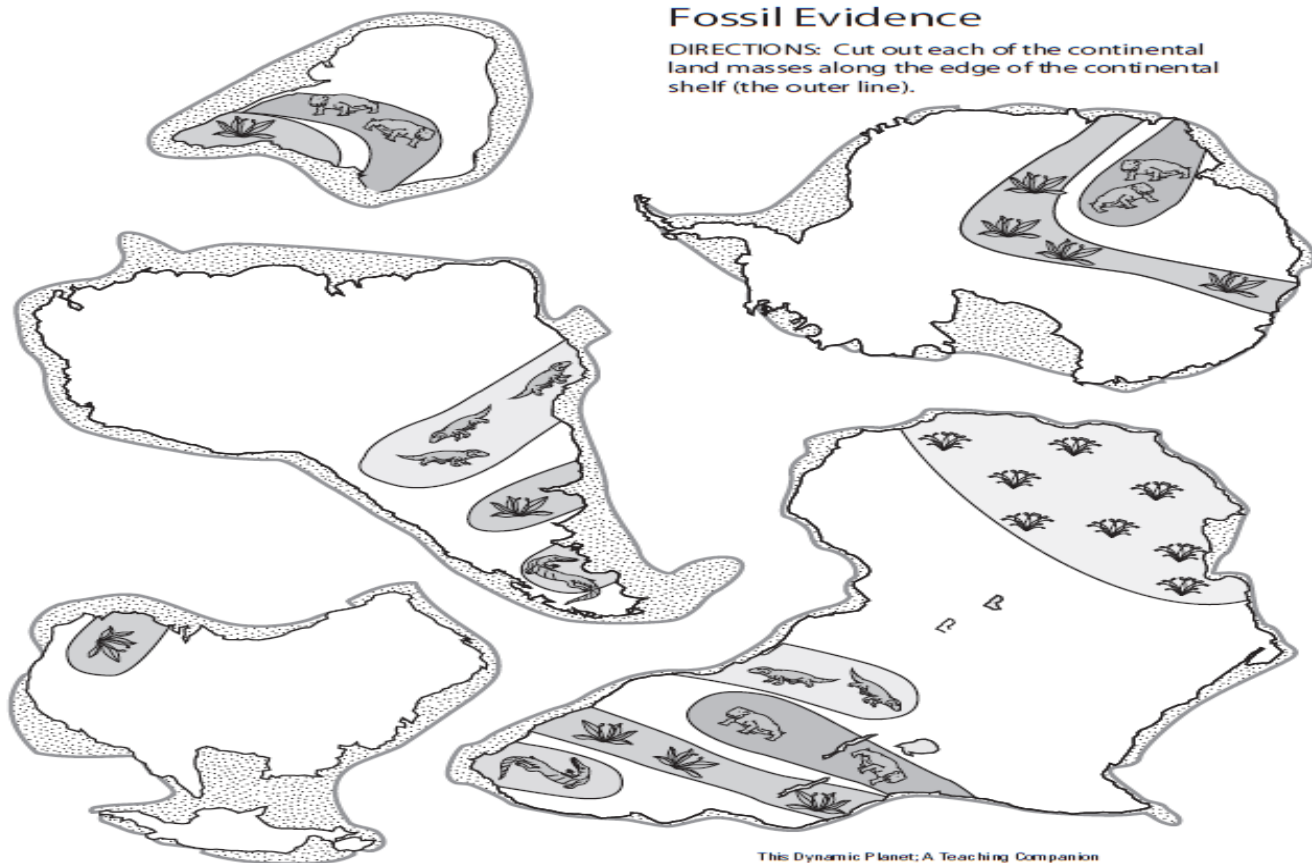 Fossil Evidence
DIRECTIONS: Cut out each of the continental
land masses along the edge of the continental
shelf (the outer line).
This Dynamic Planet; A Teaching Companion